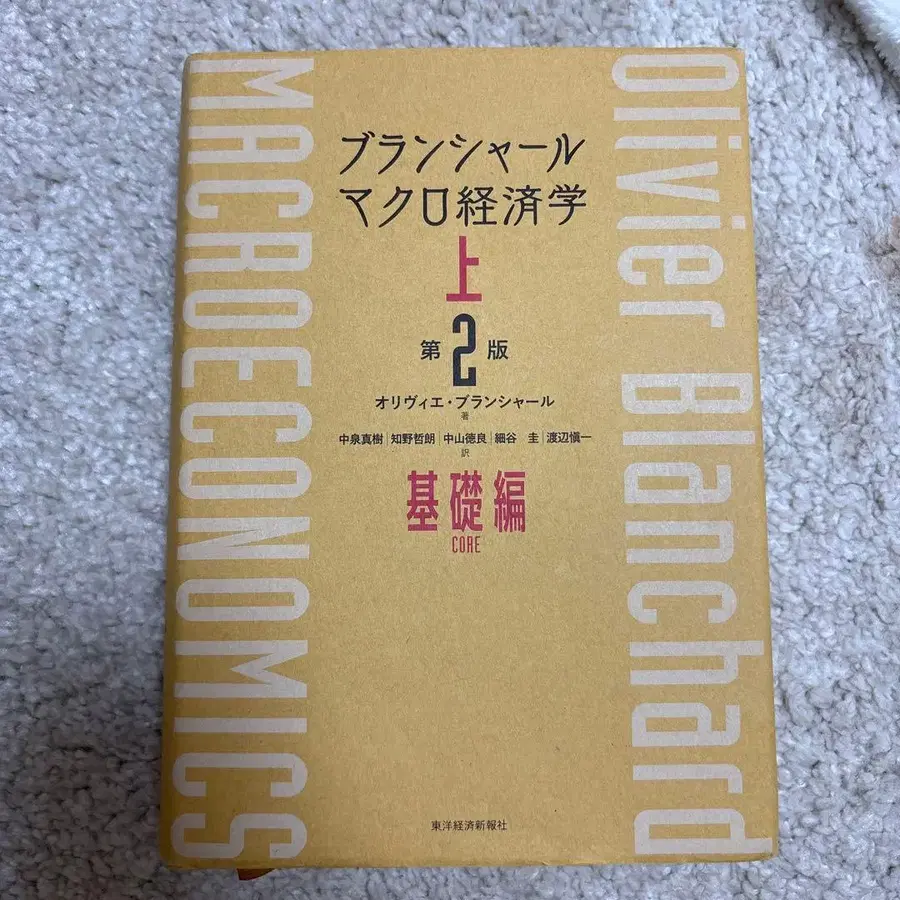 MACROECONOMICS
Olivier Blanchard
ブランシャール
マクロ経済学
上
第2版
オリヴィエ・ブランシャール
著
中泉真樹|知野哲朗|中山徳良|細谷 圭|渡辺愼一
訳
基礎編
CORE
東洋経済新報社